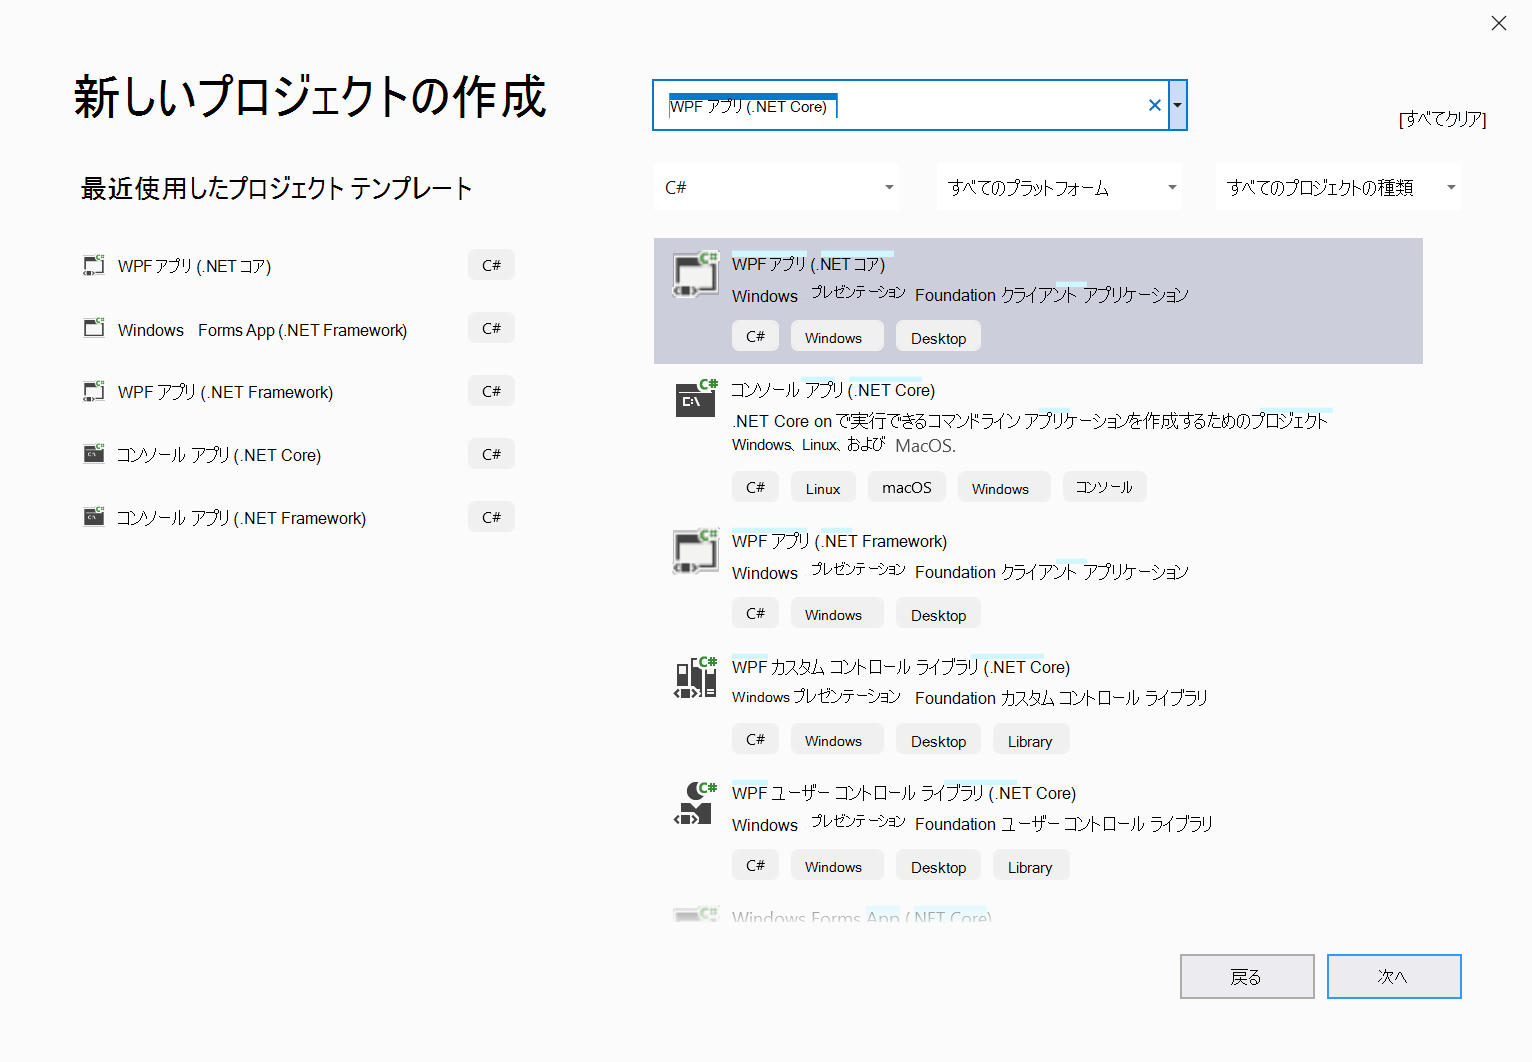 新しいプロジェクトの作成
WPF アプリ (.NET Core)
[すべてクリア]
最近使用したプロジェクト テンプレート
C#
すべてのプラットフォーム
すべてのプロジェクトの種類
WPF アプリ (.NET コア) C#
Windows Forms App (.NET Framework) C#
WPF アプリ (.NET Framework) C#
コンソール アプリ (.NET Core) C#
コンソール アプリ (.NET Framework) C#
C#
WPF アプリ (.NET コア)
Windows プレゼンテーション Foundation クライアント アプリケーション
C# Windows Desktop
C#
C:\
コンソール アプリ (.NET Core)
.NET Core on で実行できるコマンドライン アプリケーションを作成するためのプロジェクト
Windows、Linux、および MacOS.
C# Linux macOS Windows コンソール
C#
WPF アプリ (.NET Framework)
Windows プレゼンテーション Foundation クライアント アプリケーション
C# Windows Desktop
C#
WPF カスタム コントロール ライブラリ (.NET Core)
Windows プレゼンテーション Foundation カスタム コントロール ライブラリ
C# Windows Desktop Library
C#
WPF ユーザー コントロール ライブラリ (.NET Core)
Windows プレゼンテーション Foundation ユーザー コントロール ライブラリ
C# Windows Desktop Library
C#
Windows Forms App (.NET Core)
戻る
次へ